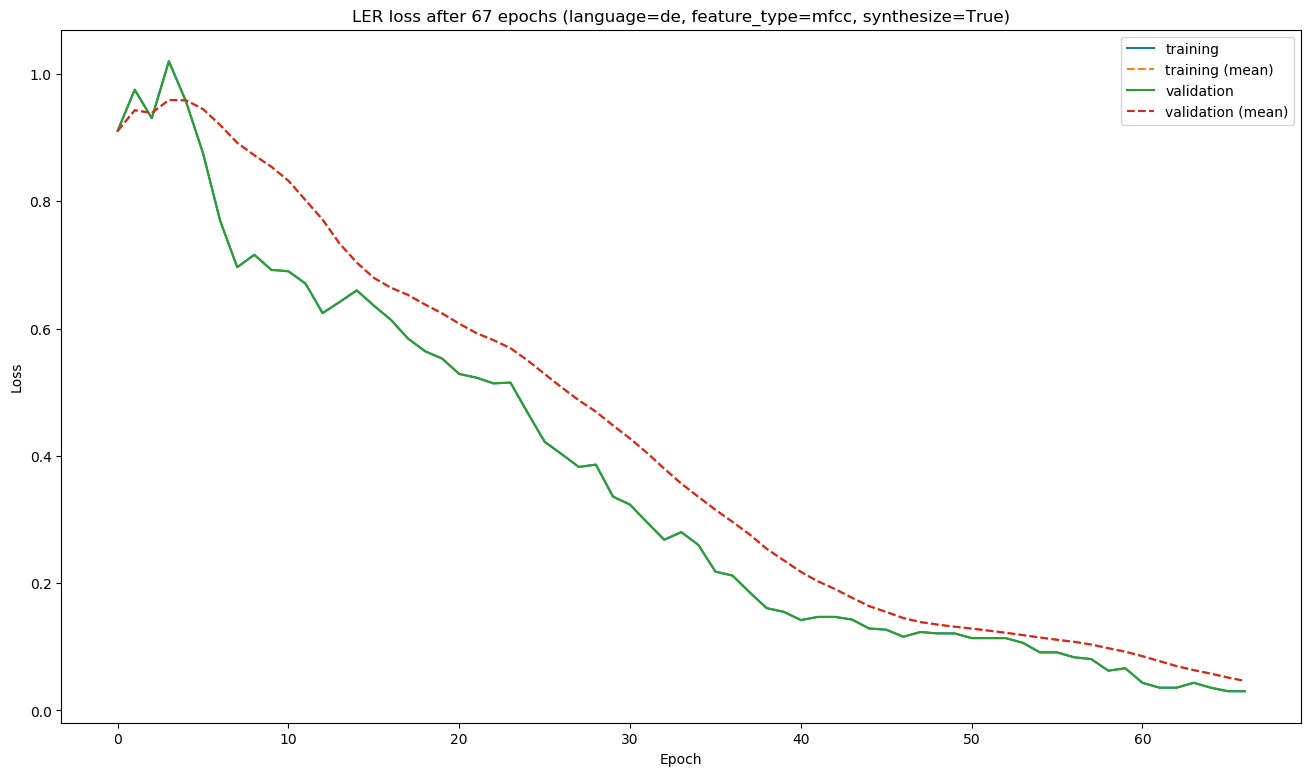 LER loss after 67 epochs (language=de, feature_type=mfcc, synthesize=True)
training
training (mean)
validation
validation (mean)
1.0
0.8
0.6
0.4
0.2
0.0
Loss
0 10 20 30 40 50 60
Epoch